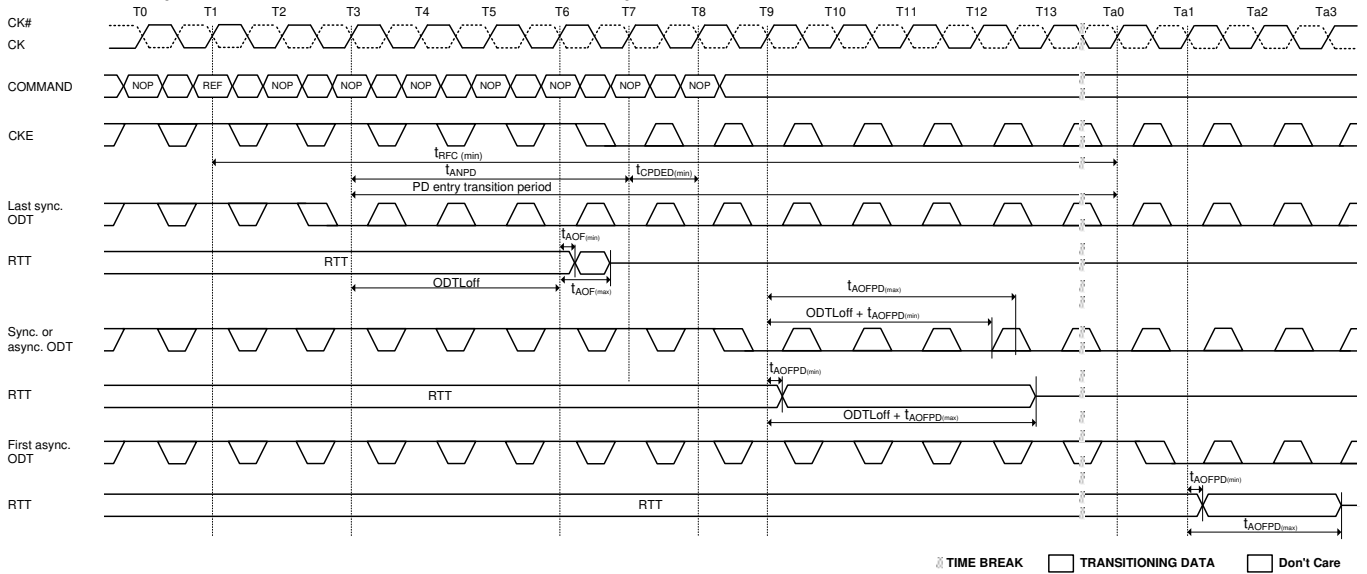 T0 T1 T2 T3 T4 T5 T6 T7 T8 T9 T10 T11 T12 T13 Ta0 Ta1 Ta2 Ta3
CK#
CK
COMMAND NOP REF NOP NOP NOP NOP NOP NOP NOP
CKE
tRFC (min)
tANPD tCPDED(min)
PD entry transition period
Last sync.
ODT
tAOF(min)
RTT RTT
ODTLoff tAOF(max)
tAOFPD(max)
ODTLoff + tAOFPD(min)
Sync. or
async. ODT
tAOFPD(min)
RTT RTT
ODTLoff + tAOFPD(max)
First async.
ODT
tAOFPD(min)
RTT RTT
tAOFPD(max)
TIME BREAK TRANSITIONING DATA Don't Care